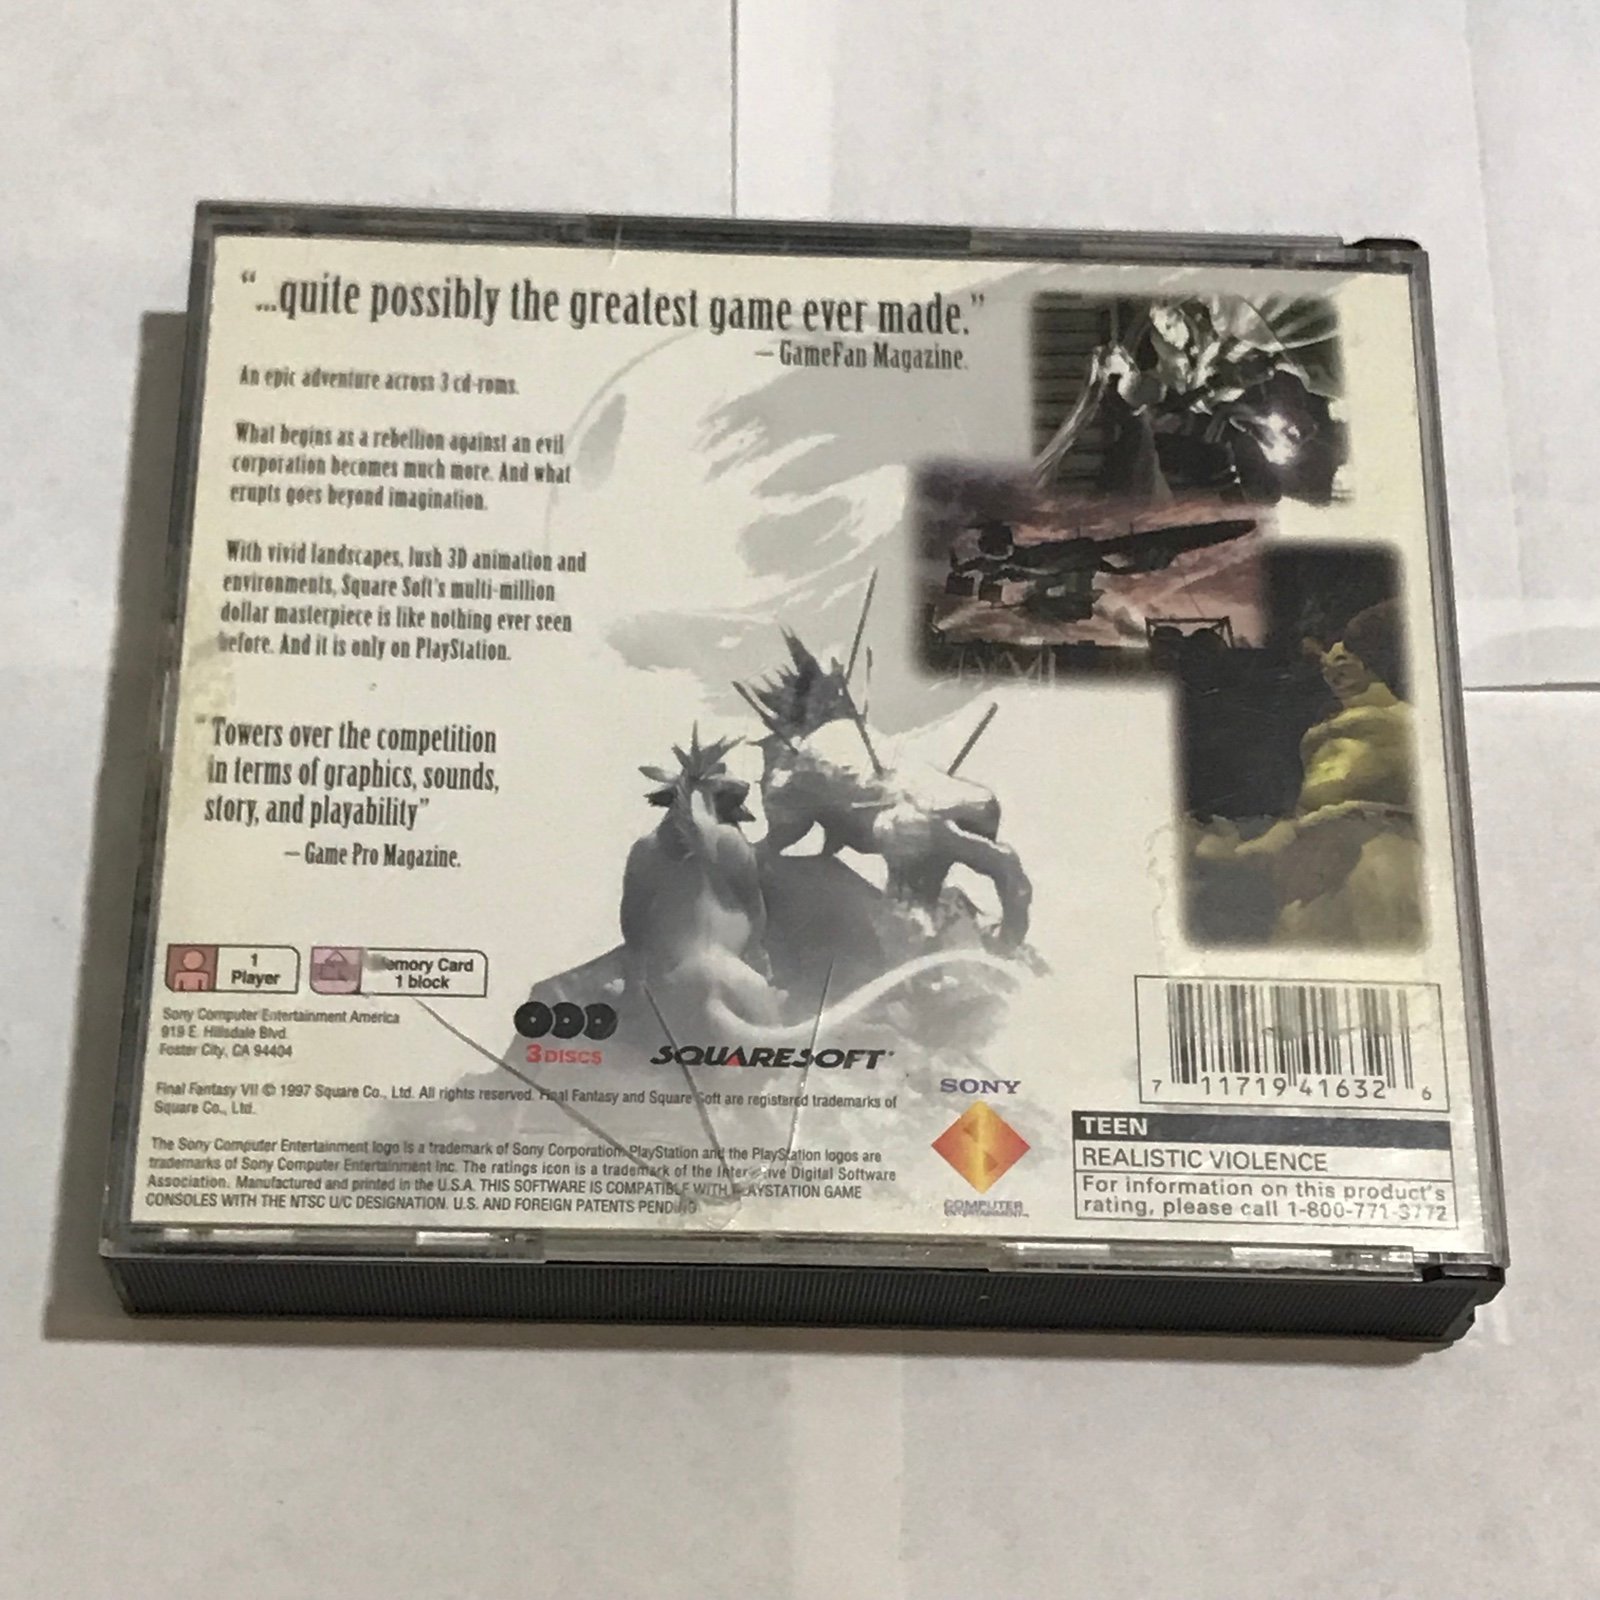 "...quite possibly the greatest game ever made."
— GameFan Magazine.
An epic adventure across 3 cd-roms.
What begins as a rebellion against an evil
corporation becomes much more. And what
erupts goes beyond imagination.
With vivid landscapes, lush 3D animation and
environments, Square Soft's multi-million
dollar masterpiece is like nothing ever seen
before. And it is only on PlayStation.
"Towers over the competition
in terms of graphics, sounds,
story, and playability"
— Game Pro Magazine.
1
Player
Memory Card
1 block
Sony Computer Entertainment America
919 E. Hillsdale Blvd.
Foster City, CA 94404
3 DISCS
SQUARESOFT
Final Fantasy VII © 1997 Square Co., Ltd. All rights reserved. Final Fantasy and Square Soft are registered trademarks of
Square Co., Ltd.
The Sony Computer Entertainment logo is a trademark of Sony Corporation. PlayStation and the PlayStation logos are
trademarks of Sony Computer Entertainment Inc. The ratings icon is a trademark of the Interactive Digital Software
Association. Manufactured and printed in the U.S.A. THIS SOFTWARE IS COMPATIBLE WITH PLAYSTATION GAME
CONSOLES WITH THE NTSC U/C DESIGNATION. U.S. AND FOREIGN PATENTS PENDING
SONY
COMPUTER
ENTERTAINMENT
7 11719 41632 6
TEEN
REALISTIC VIOLENCE
For information on this product's
rating, please call 1-800-771-3772